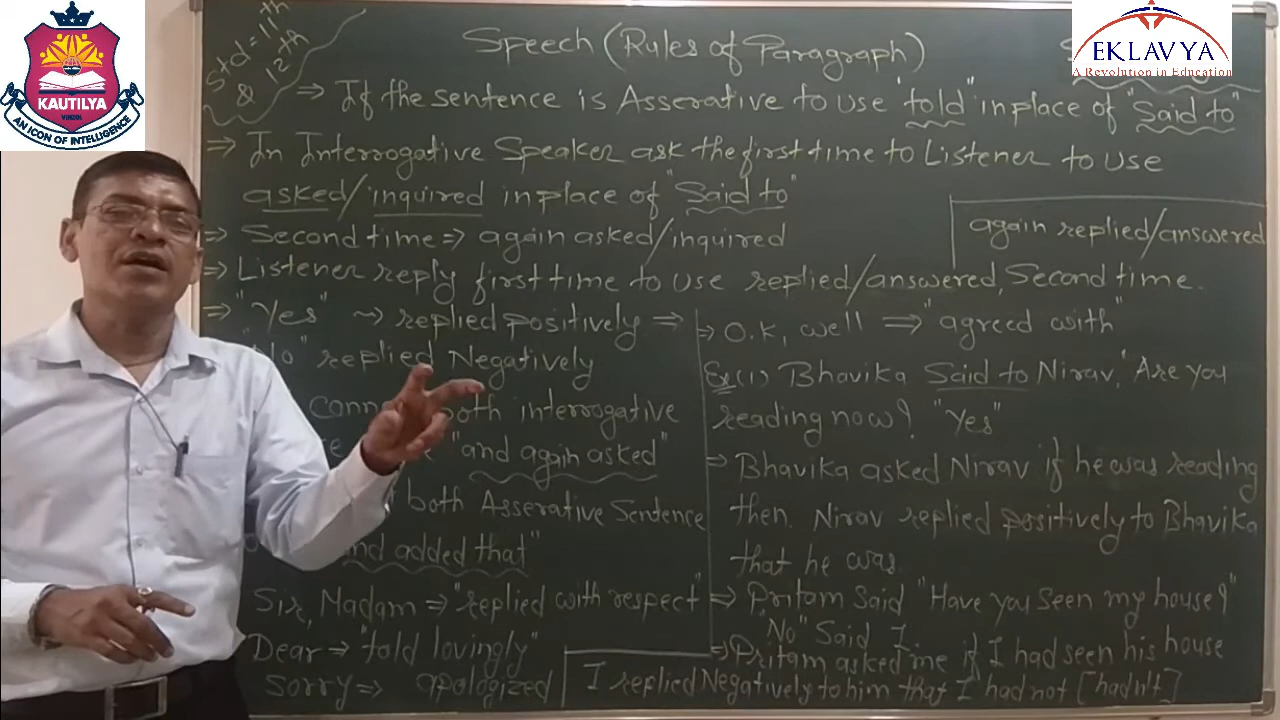 KAUTILYA
VINZOL
AN ICON OF INTELLIGENCE
EKLAVYA
A Revolution in Education
Std = 11th
& 12th
Speech (Rules of Paragraph)
⇒ If the sentence is Asserative to use "told" in place of "Said to"
⇒ In Interrogative Speaker ask the first time to Listener to use
asked/inquired in place of "Said to"
⇒ Second time ⇒ again asked/inquired
again replied/answered
⇒ Listener reply first time to use replied/answered, Second time.
⇒ "Yes" ⇝ replied positively ⇒
"No" replied Negatively
both interrogative
"and again asked"
both Asserative Sentence
and added that"
Sir, Madam ⇒ "replied with respect"
Dear → "told lovingly"
Sorry ⇒ apologized
⇒ O.K, well ⇒ "agreed with"
Ex (1) Bhavika Said to Nirav, "Are you
reading now? "Yes"
⇒ Bhavika asked Nirav if he was reading
then. Nirav replied positively to Bhavika
that he was.
⇒ Pritam Said "Have you seen my house?"
"No" Said I.
⇒ Pritam asked me if I had seen his house
I replied Negatively to him that I had not [hadn't]